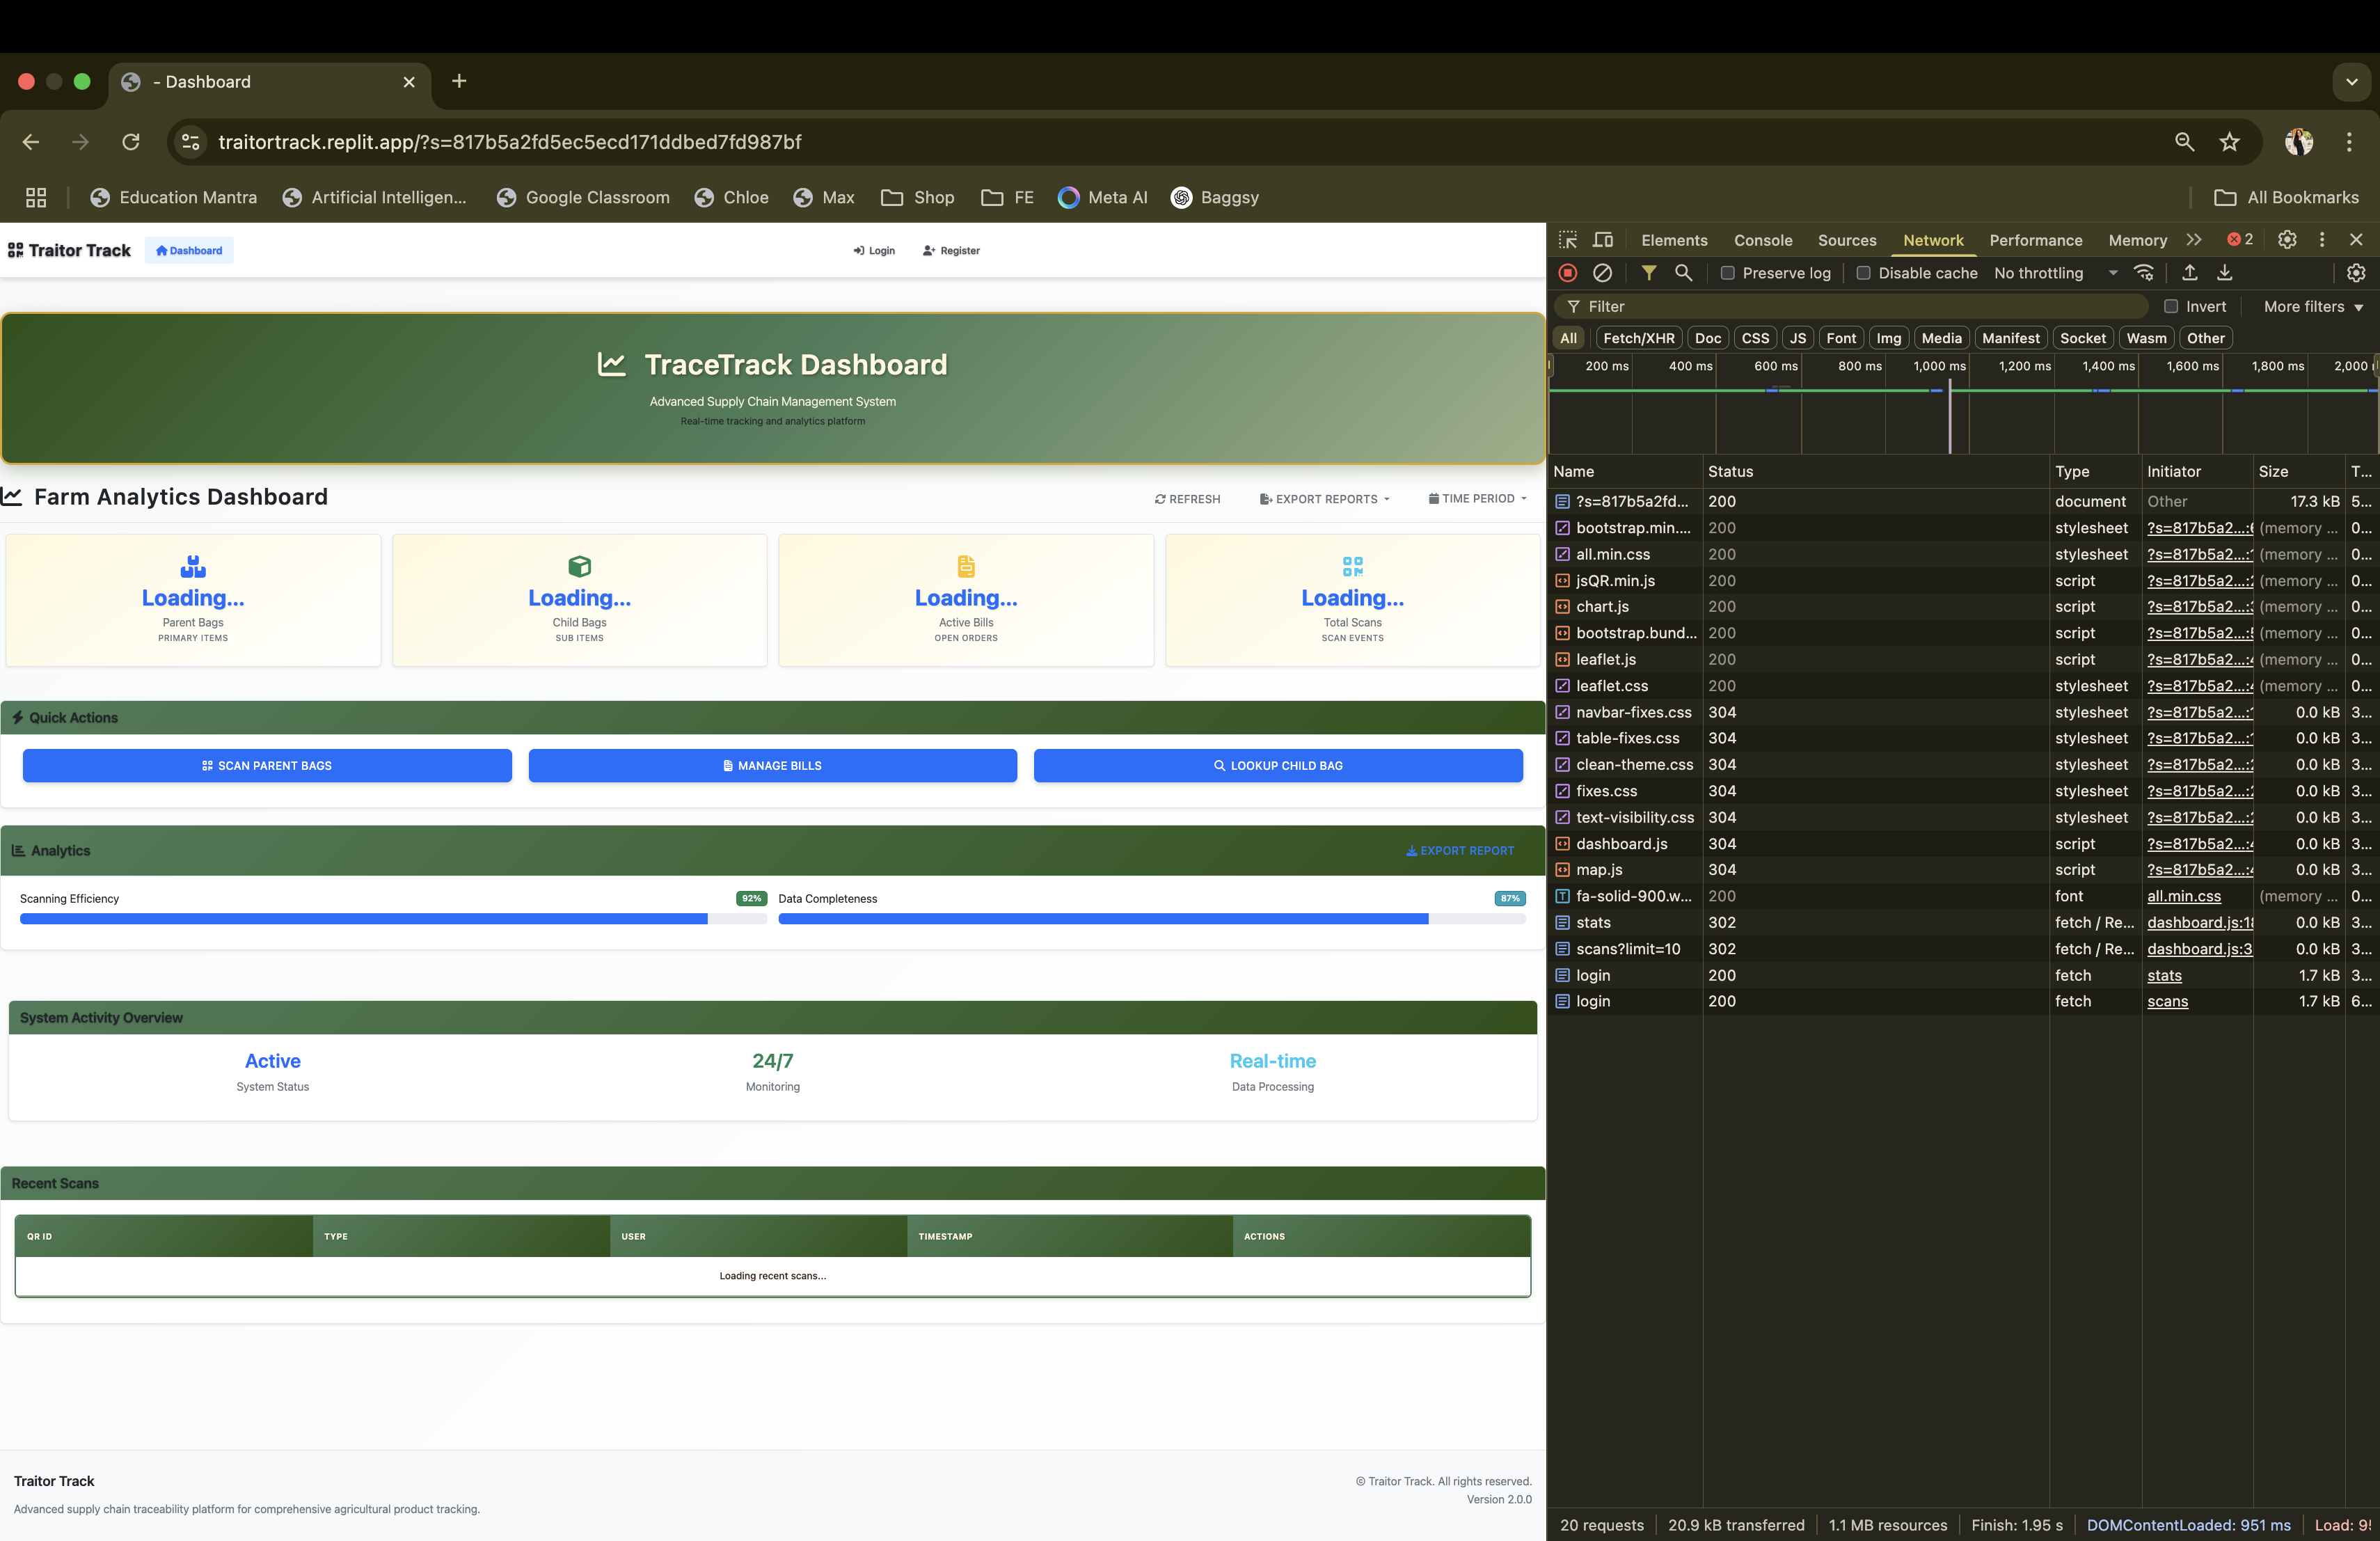 - Dashboard
traitortrack.replit.app/?s=817b5a2fd5ec5ecd171ddbed7fd987bf
Education Mantra
Artificial Intelligen...
Google Classroom
Chloe
Max
Shop
FE
Meta AI
Baggsy
All Bookmarks
Traitor Track
Dashboard
Login
Register
TraceTrack Dashboard
Advanced Supply Chain Management System
Real-time tracking and analytics platform
Farm Analytics Dashboard
REFRESH
EXPORT REPORTS
TIME PERIOD
Loading...
Parent Bags
PRIMARY ITEMS
Loading...
Child Bags
SUB ITEMS
Loading...
Active Bills
OPEN ORDERS
Loading...
Total Scans
SCAN EVENTS
Quick Actions
SCAN PARENT BAGS
MANAGE BILLS
LOOKUP CHILD BAG
Analytics
EXPORT REPORT
Scanning Efficiency
92%
Data Completeness
87%
System Activity Overview
Active
System Status
24/7
Monitoring
Real-time
Data Processing
Recent Scans
QR ID TYPE USER TIMESTAMP ACTIONS
Loading recent scans...
Traitor Track
Advanced supply chain traceability platform for comprehensive agricultural product tracking.
© Traitor Track. All rights reserved.
Version 2.0.0
Elements Console Sources Network Performance Memory 2
Preserve log Disable cache No throttling
Filter Invert More filters
All Fetch/XHR Doc CSS JS Font Img Media Manifest Socket Wasm Other
200 ms 400 ms 600 ms 800 ms 1,000 ms 1,200 ms 1,400 ms 1,600 ms 1,800 ms 2,000
Name Status Type Initiator Size T...
?s=817b5a2fd... 200 document Other 17.3 kB 5...
bootstrap.min.... 200 stylesheet ?s=817b5a2...: (memory ... 0...
all.min.css 200 stylesheet ?s=817b5a2...: (memory ... 0...
jsQR.min.js 200 script ?s=817b5a2...: (memory ... 0...
chart.js 200 script ?s=817b5a2...: (memory ... 0...
bootstrap.bund... 200 script ?s=817b5a2...: (memory ... 0...
leaflet.js 200 script ?s=817b5a2...: (memory ... 0...
leaflet.css 200 stylesheet ?s=817b5a2...: (memory ... 0...
navbar-fixes.css 304 stylesheet ?s=817b5a2...: 0.0 kB 3...
table-fixes.css 304 stylesheet ?s=817b5a2...: 0.0 kB 3...
clean-theme.css 304 stylesheet ?s=817b5a2...: 0.0 kB 3...
fixes.css 304 stylesheet ?s=817b5a2...: 0.0 kB 3...
text-visibility.css 304 stylesheet ?s=817b5a2...: 0.0 kB 3...
dashboard.js 304 script ?s=817b5a2...: 0.0 kB 3...
map.js 304 script ?s=817b5a2...: 0.0 kB 3...
fa-solid-900.w... 200 font all.min.css (memory ... 0...
stats 302 fetch / Re... dashboard.js:18 0.0 kB 3...
scans?limit=10 302 fetch / Re... dashboard.js:3 0.0 kB 3...
login 200 fetch stats 1.7 kB 3...
login 200 fetch scans 1.7 kB 6...
20 requests 20.9 kB transferred 1.1 MB resources Finish: 1.95 s DOMContentLoaded: 951 ms Load: 9